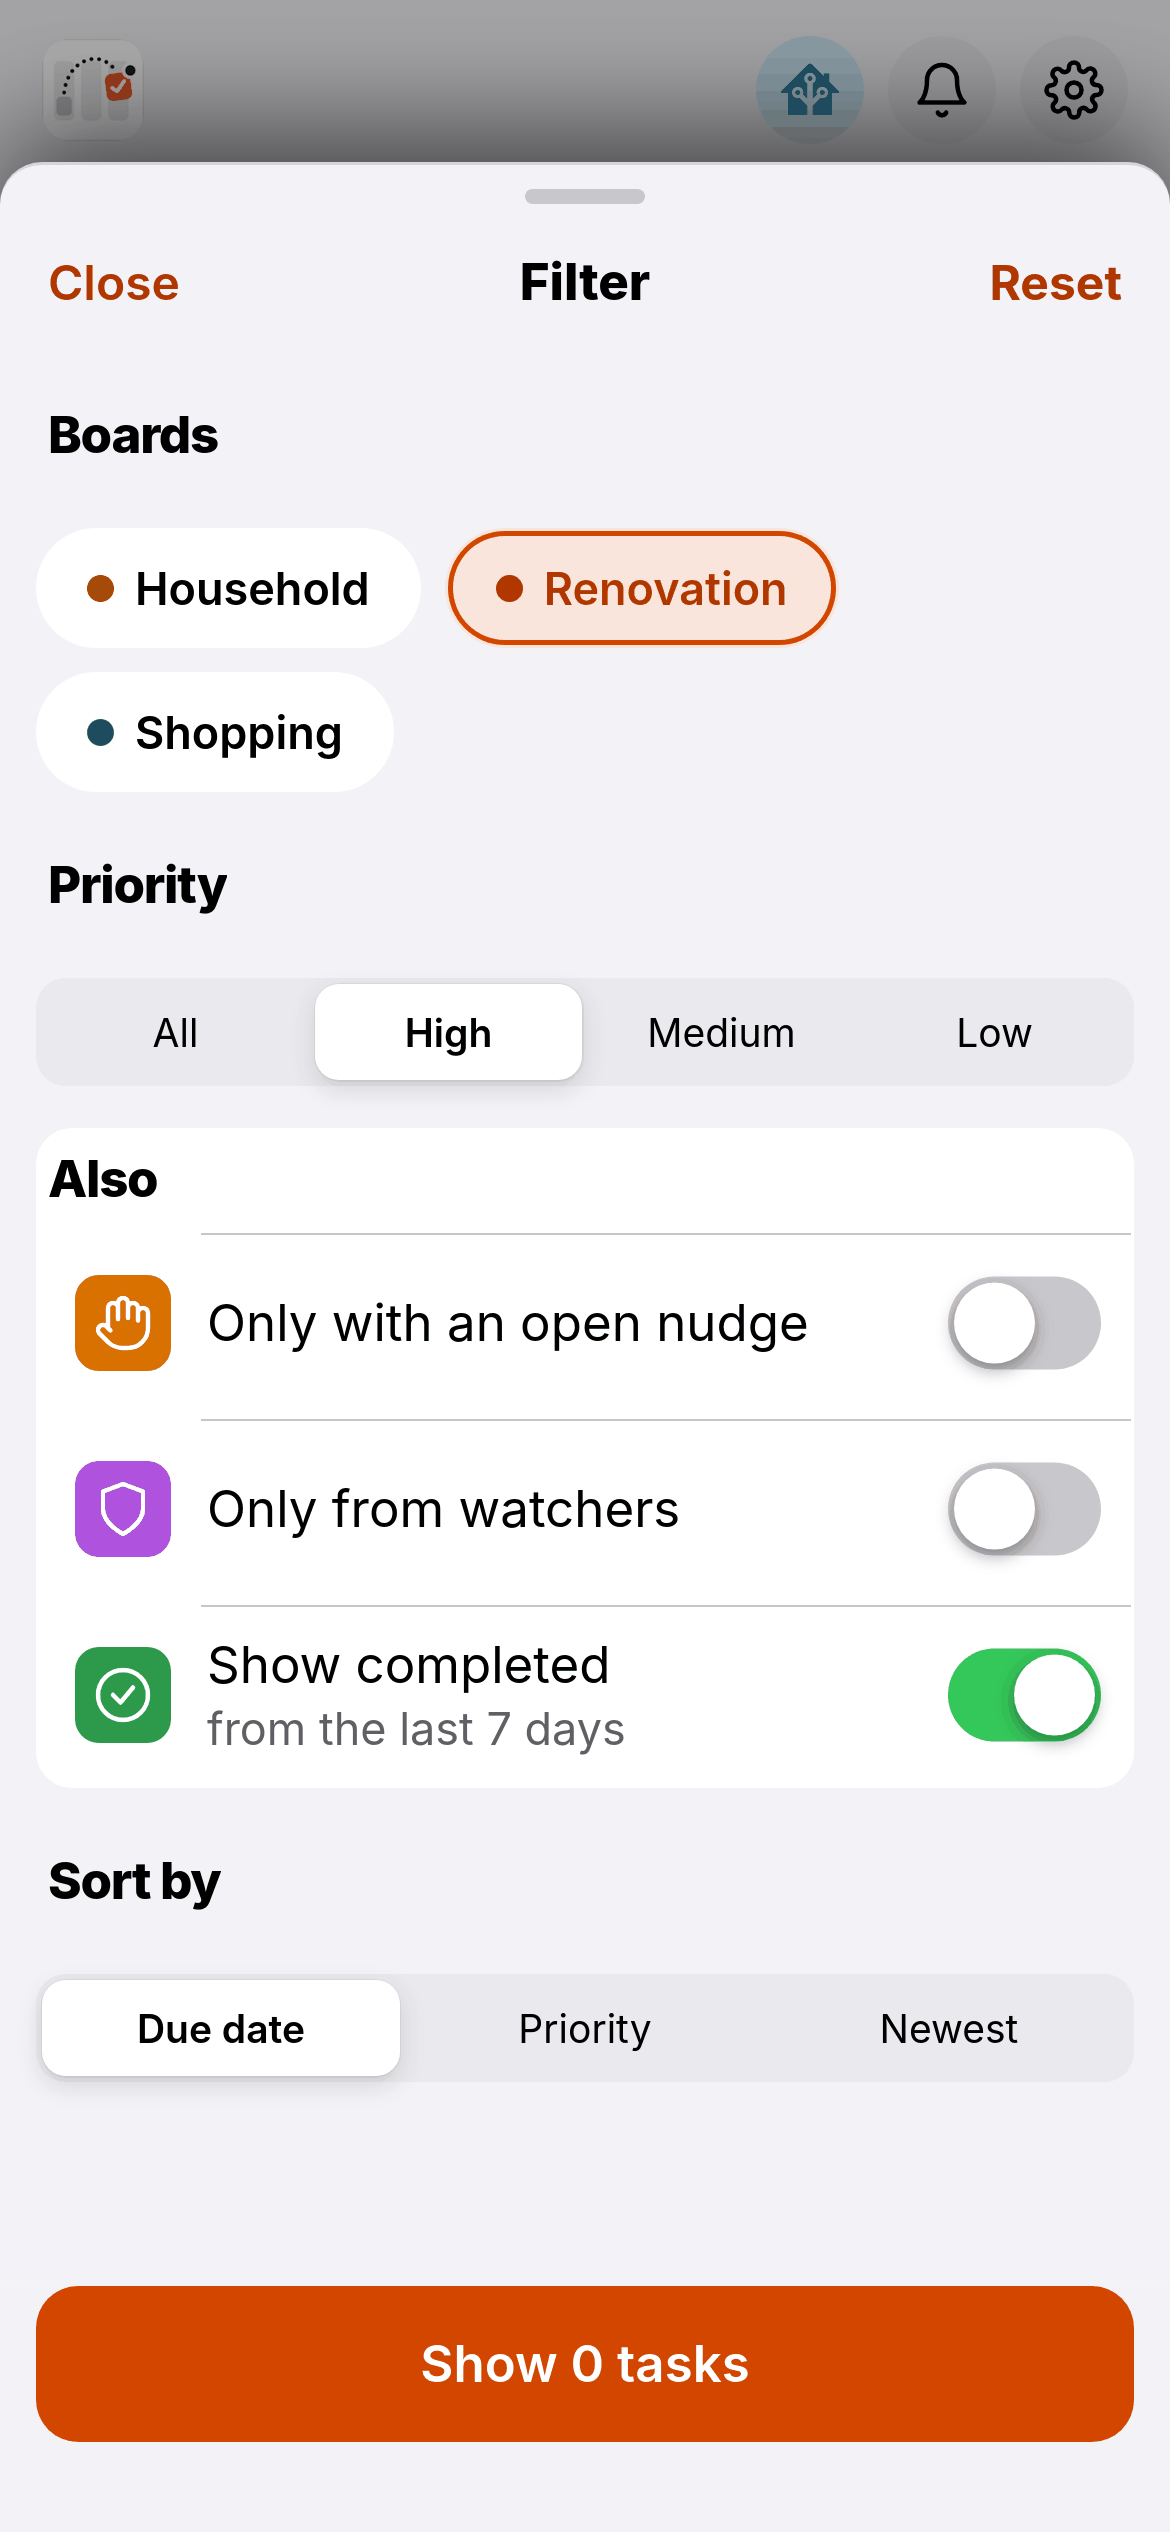 Close
Filter
Reset
Boards
Household
Renovation
Shopping
Priority
All
High
Medium
Low
Also
Only with an open nudge
Only from watchers
Show completed
from the last 7 days
Sort by
Due date
Priority
Newest
Show 0 tasks